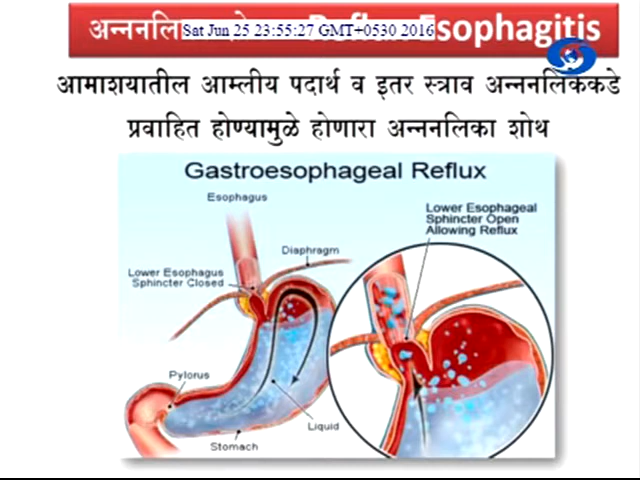 अन्ननलिका
Sat Jun 25 23:55:27 GMT+0530 2016
Reflux Esophagitis
आमाशयातील आम्लीय पदार्थ व इतर स्त्राव अन्ननलिकेकडे
प्रवाहित होण्यामुळे होणारा अन्ननलिका शोथ
Gastroesophageal Reflux
Esophagus
Lower Esophageal
Sphincter Open
Allowing Reflux
Diaphragm
Lower Esophagus
Sphincter Closed
Pylorus
Liquid
Stomach